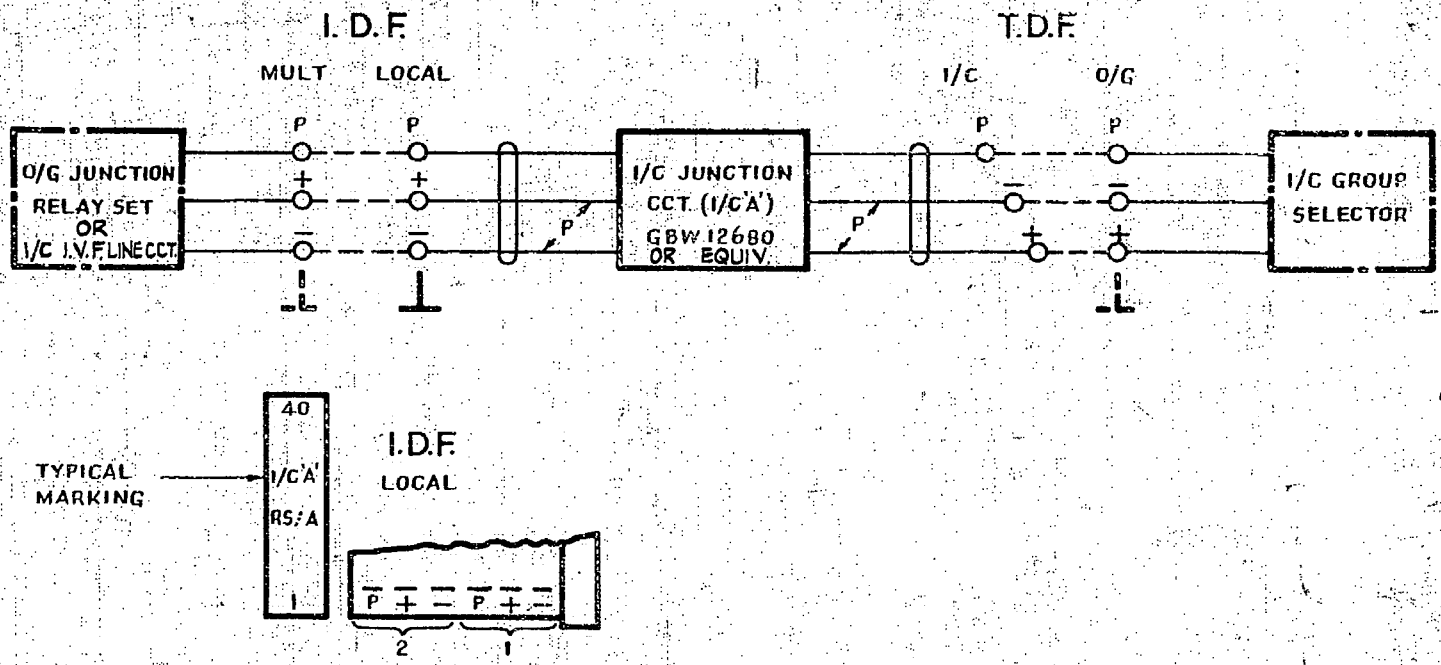 I.D.F.
T.D.F.
MULT LOCAL
I/C O/G
P P P P
O/G JUNCTION
RELAY SET
OR
I/C I.V.F. LINE CCT.
+ +
- -
P
I/C JUNCTION
CCT. (I/C 'A')
GBW 12680
OR EQUIV.
P
- -
+ +
I/C GROUP
SELECTOR
40
I/C 'A'
RS/A
1
TYPICAL
MARKING
I.D.F.
LOCAL
P + - P + -
2 1